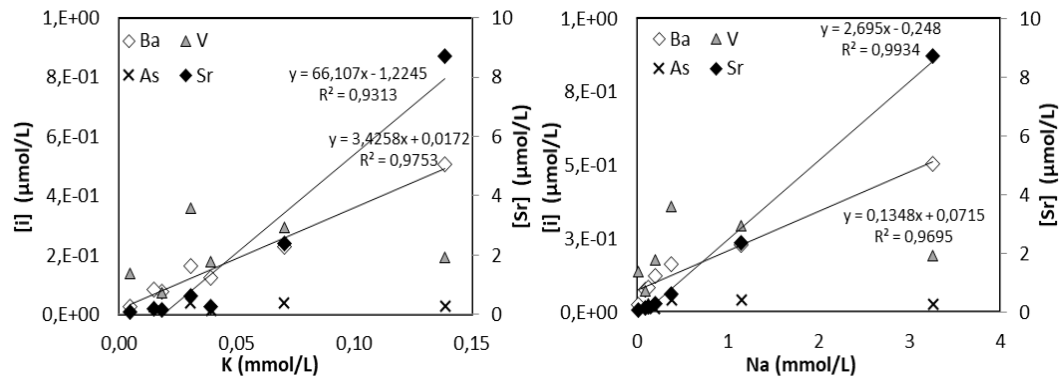 1,E+00
8,E-01
6,E-01
4,E-01
2,E-01
0,E+00
[i] (µmol/L)
Ba V
As Sr
y = 66,107x - 1,2245
R² = 0,9313
y = 3,4258x + 0,0172
R² = 0,9753
10
8
6
4
2
0
[Sr] (µmol/L)
0,00 0,05 0,10 0,15
K (mmol/L)
1,E+00
8,E-01
5,E-01
3,E-01
0,E+00
[i] (µmol/L)
Ba V
As Sr
y = 2,695x - 0,248
R² = 0,9934
y = 0,1348x + 0,0715
R² = 0,9695
10
8
6
4
2
0
[Sr] (µmol/L)
0 1 2 3 4
Na (mmol/L)